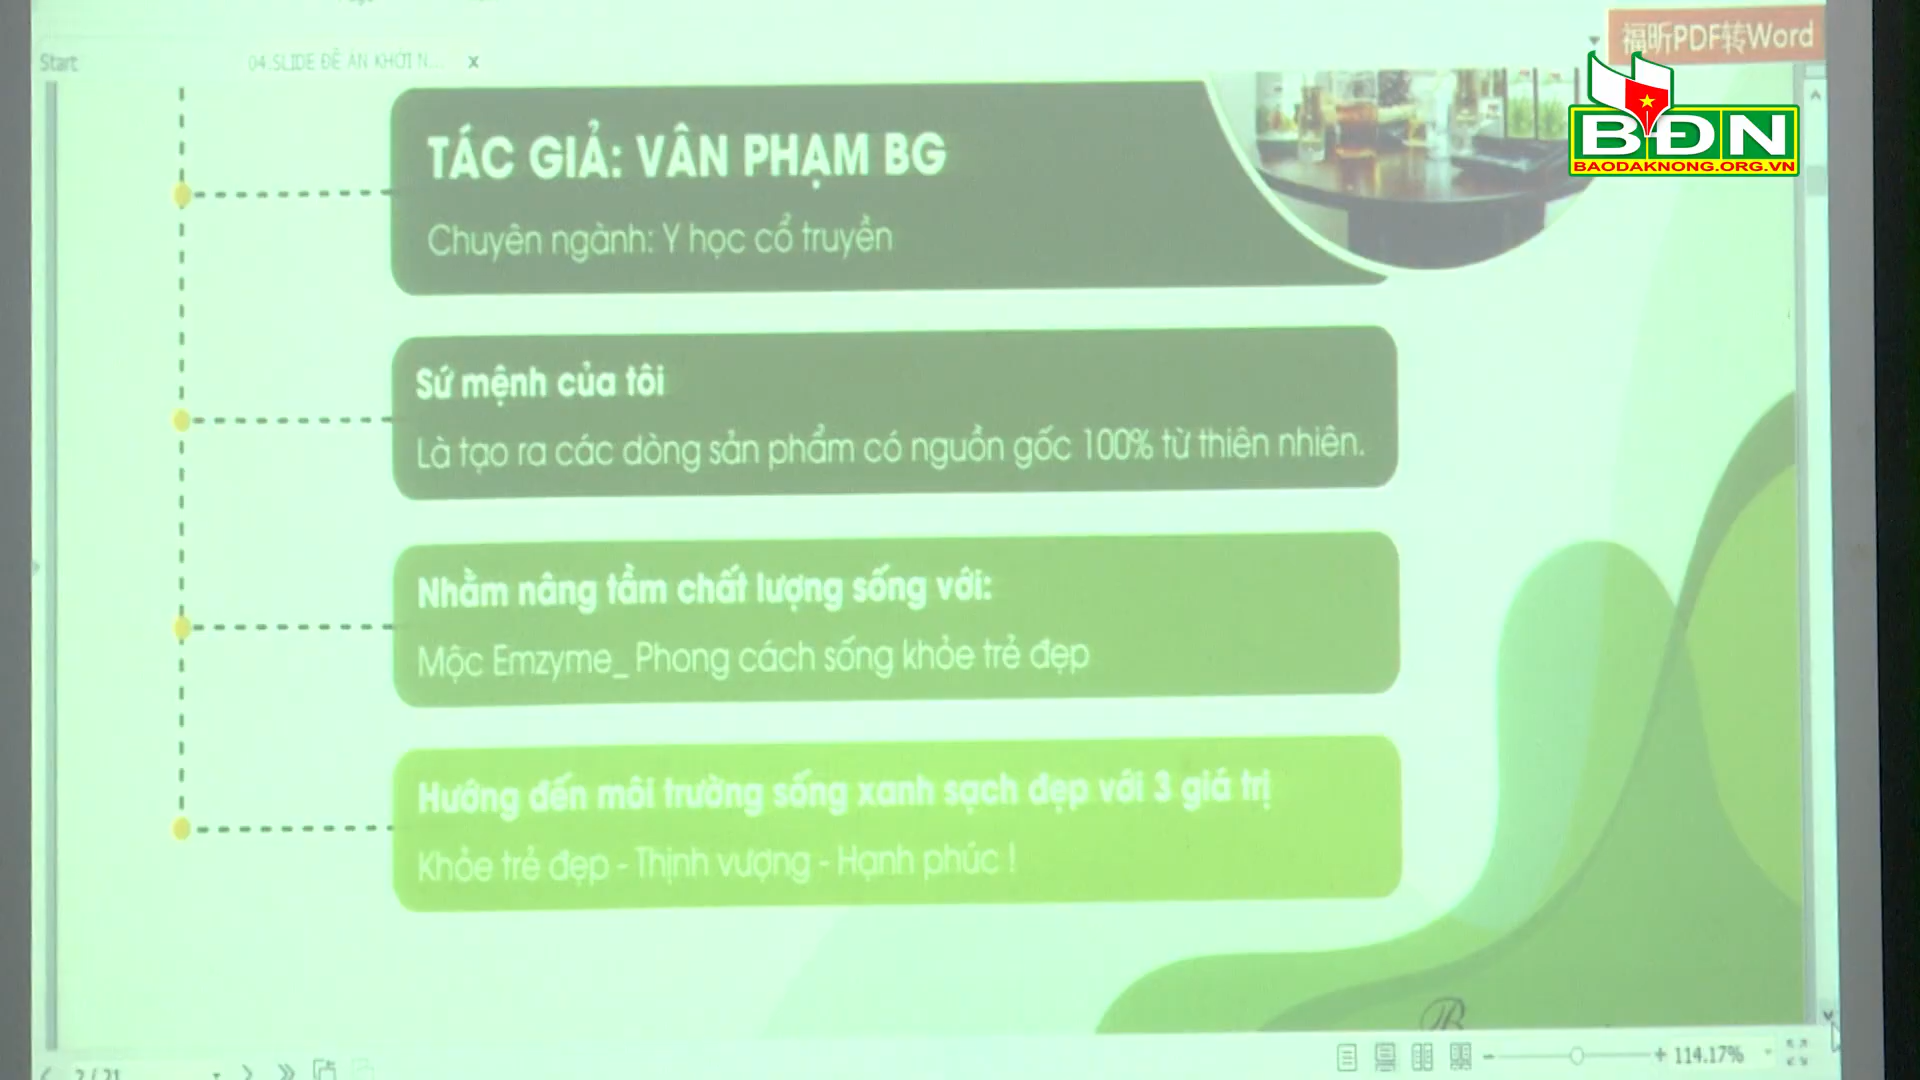 福昕PDF转Word
Start
04.SLIDE ĐỀ ÁN KHỞI N... x
BĐN
BAODAKNONG.ORG.VN
TÁC GIẢ: VÂN PHẠM BG
Chuyên ngành: Y học cổ truyền
Sứ mệnh của tôi
Là tạo ra các dòng sản phẩm có nguồn gốc 100% từ thiên nhiên.
Nhằm nâng tầm chất lượng sống với:
Mộc Emzyme_ Phong cách sống khỏe trẻ đẹp
Hướng đến môi trường sống xanh sạch đẹp với 3 giá trị
Khỏe trẻ đẹp - Thịnh vượng - Hạnh phúc !
2 / 21
114.17%